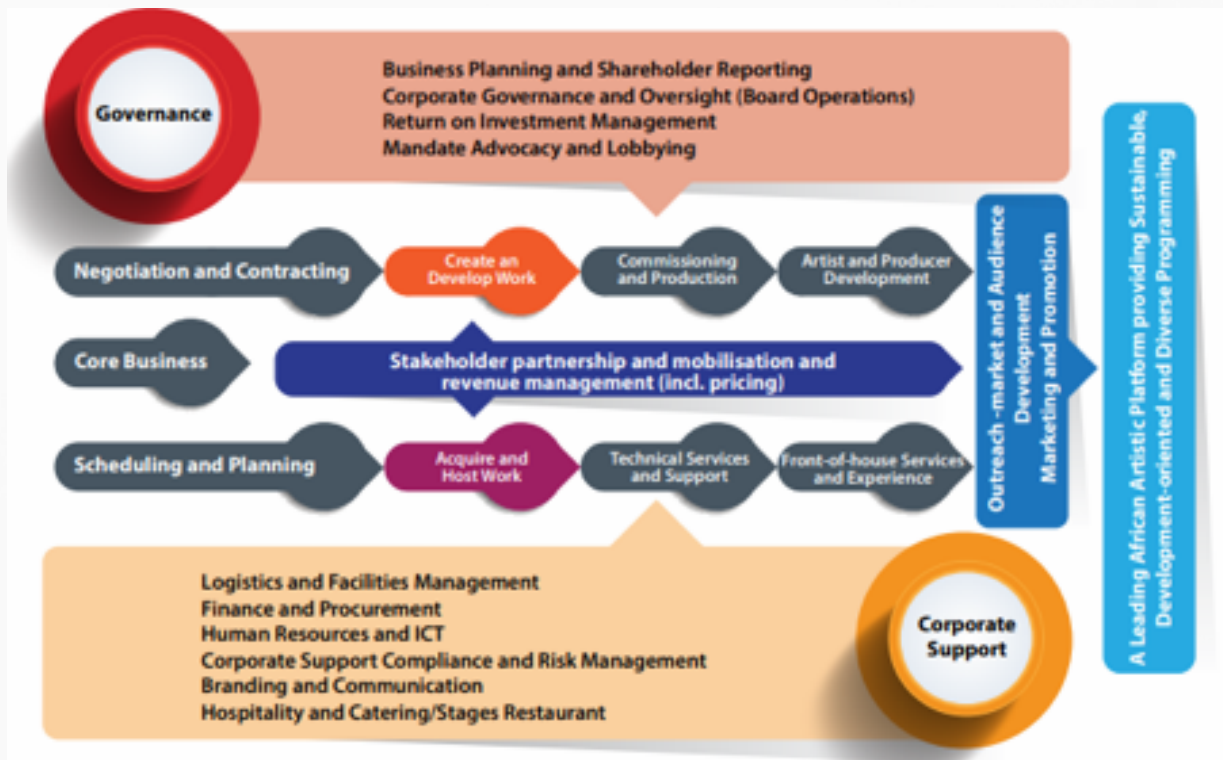 Governance
Business Planning and Shareholder Reporting
Corporate Governance and Oversight (Board Operations)
Return on Investment Management
Mandate Advocacy and Lobbying
Negotiation and Contracting
Create an
Develop Work
Commissioning
and Production
Artist and Producer
Development
Core Business
Stakeholder partnership and mobilisation and
revenue management (incl. pricing)
Scheduling and Planning
Acquire and
Host Work
Technical Services
and Support
Front-of-house Services
and Experience
Outreach -market and Audience
Development
Marketing and Promotion
A Leading African Artistic Platform providing Sustainable,
Development-oriented and Diverse Programming
Logistics and Facilities Management
Finance and Procurement
Human Resources and ICT
Corporate Support Compliance and Risk Management
Branding and Communication
Hospitality and Catering/Stages Restaurant
Corporate
Support